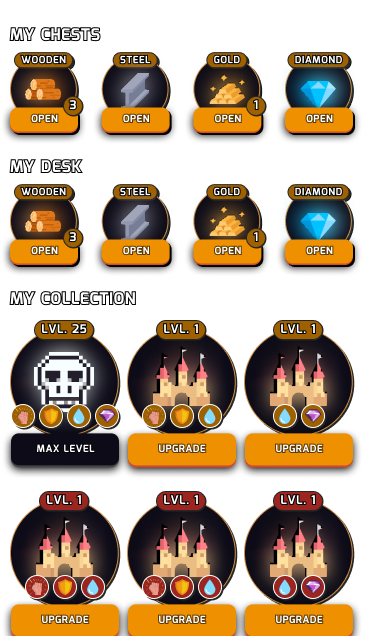 MY CHESTS
WOODEN STEEL GOLD DIAMOND
3 1
OPEN OPEN OPEN OPEN
MY DESK
WOODEN STEEL GOLD DIAMOND
3 1
OPEN OPEN OPEN OPEN
MY COLLECTION
LVL. 25 LVL. 1 LVL. 1
MAX LEVEL UPGRADE UPGRADE
LVL. 1 LVL. 1 LVL. 1
UPGRADE UPGRADE UPGRADE